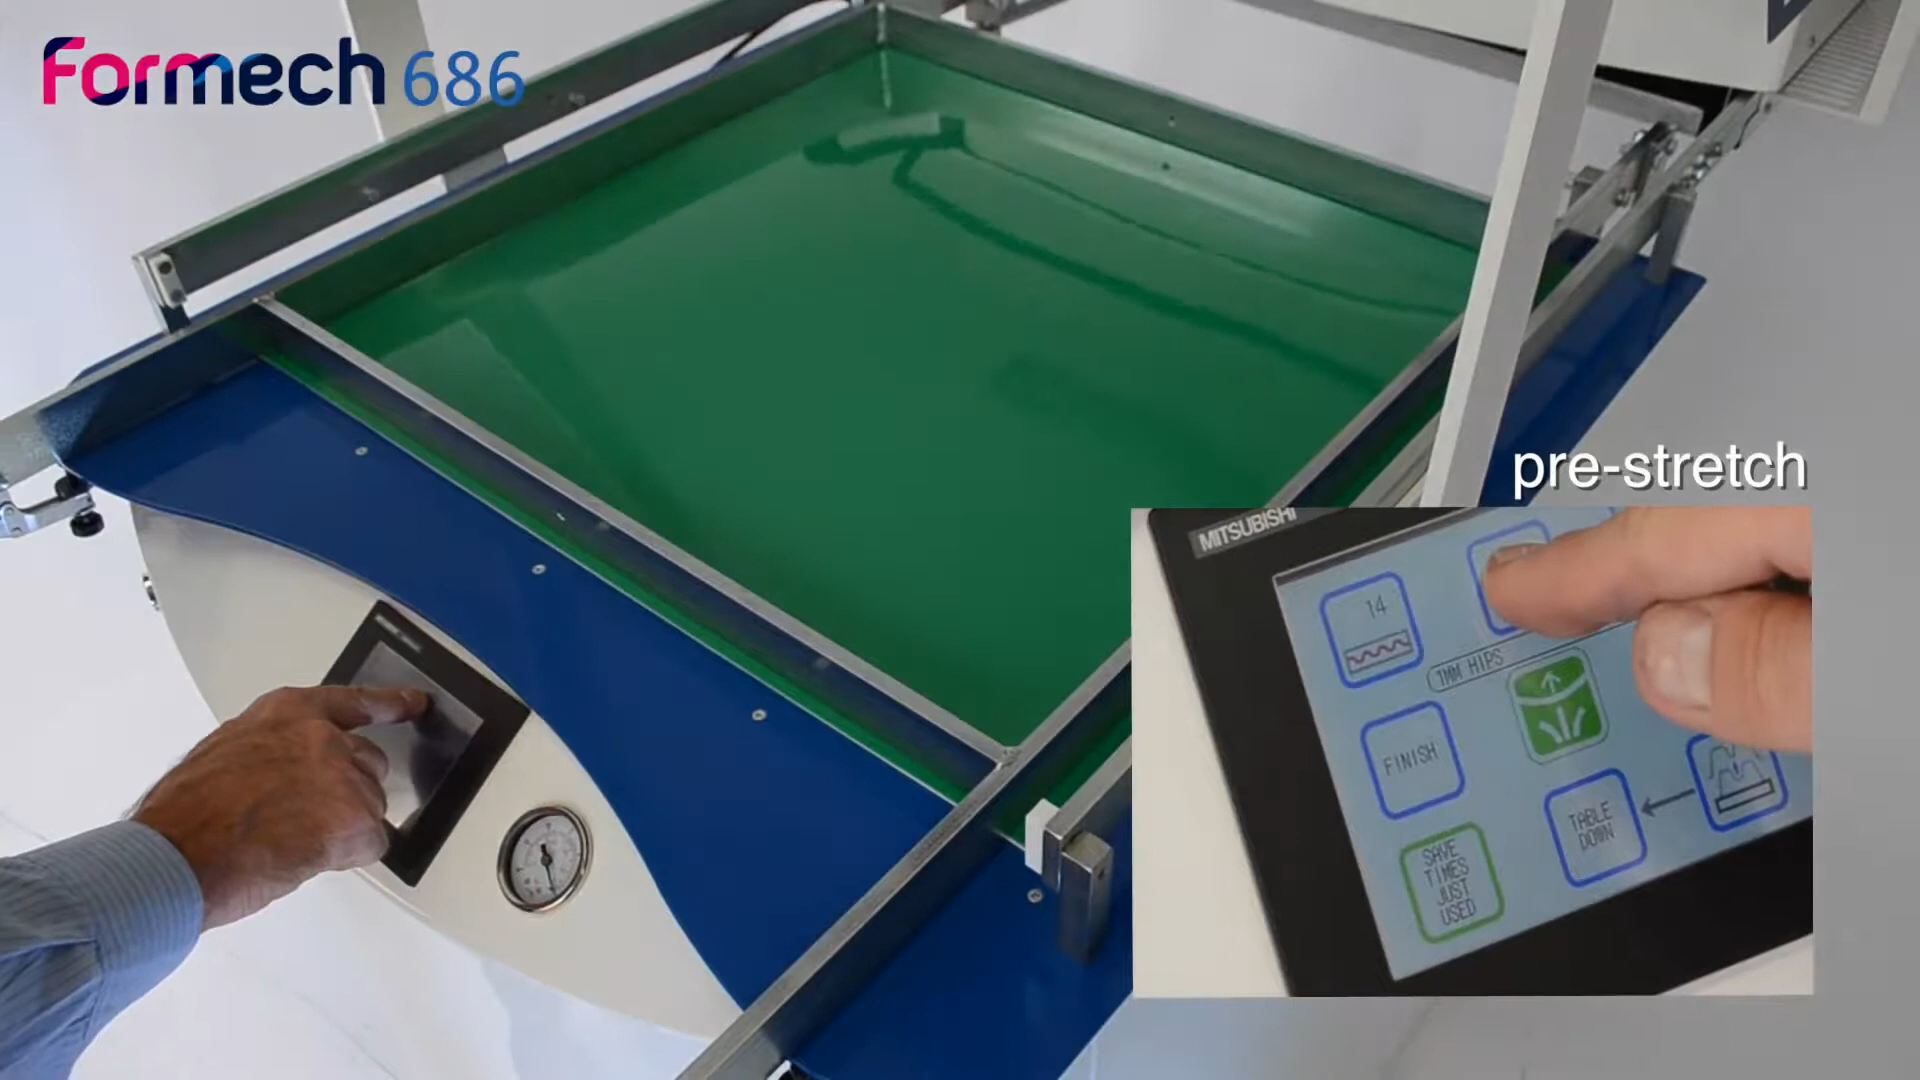 Formech 686
pre-stretch
MITSUBISHI
14
1MM HIPS
FINISH
TABLE
DOWN
SAVE
TIMES
JUST
USED